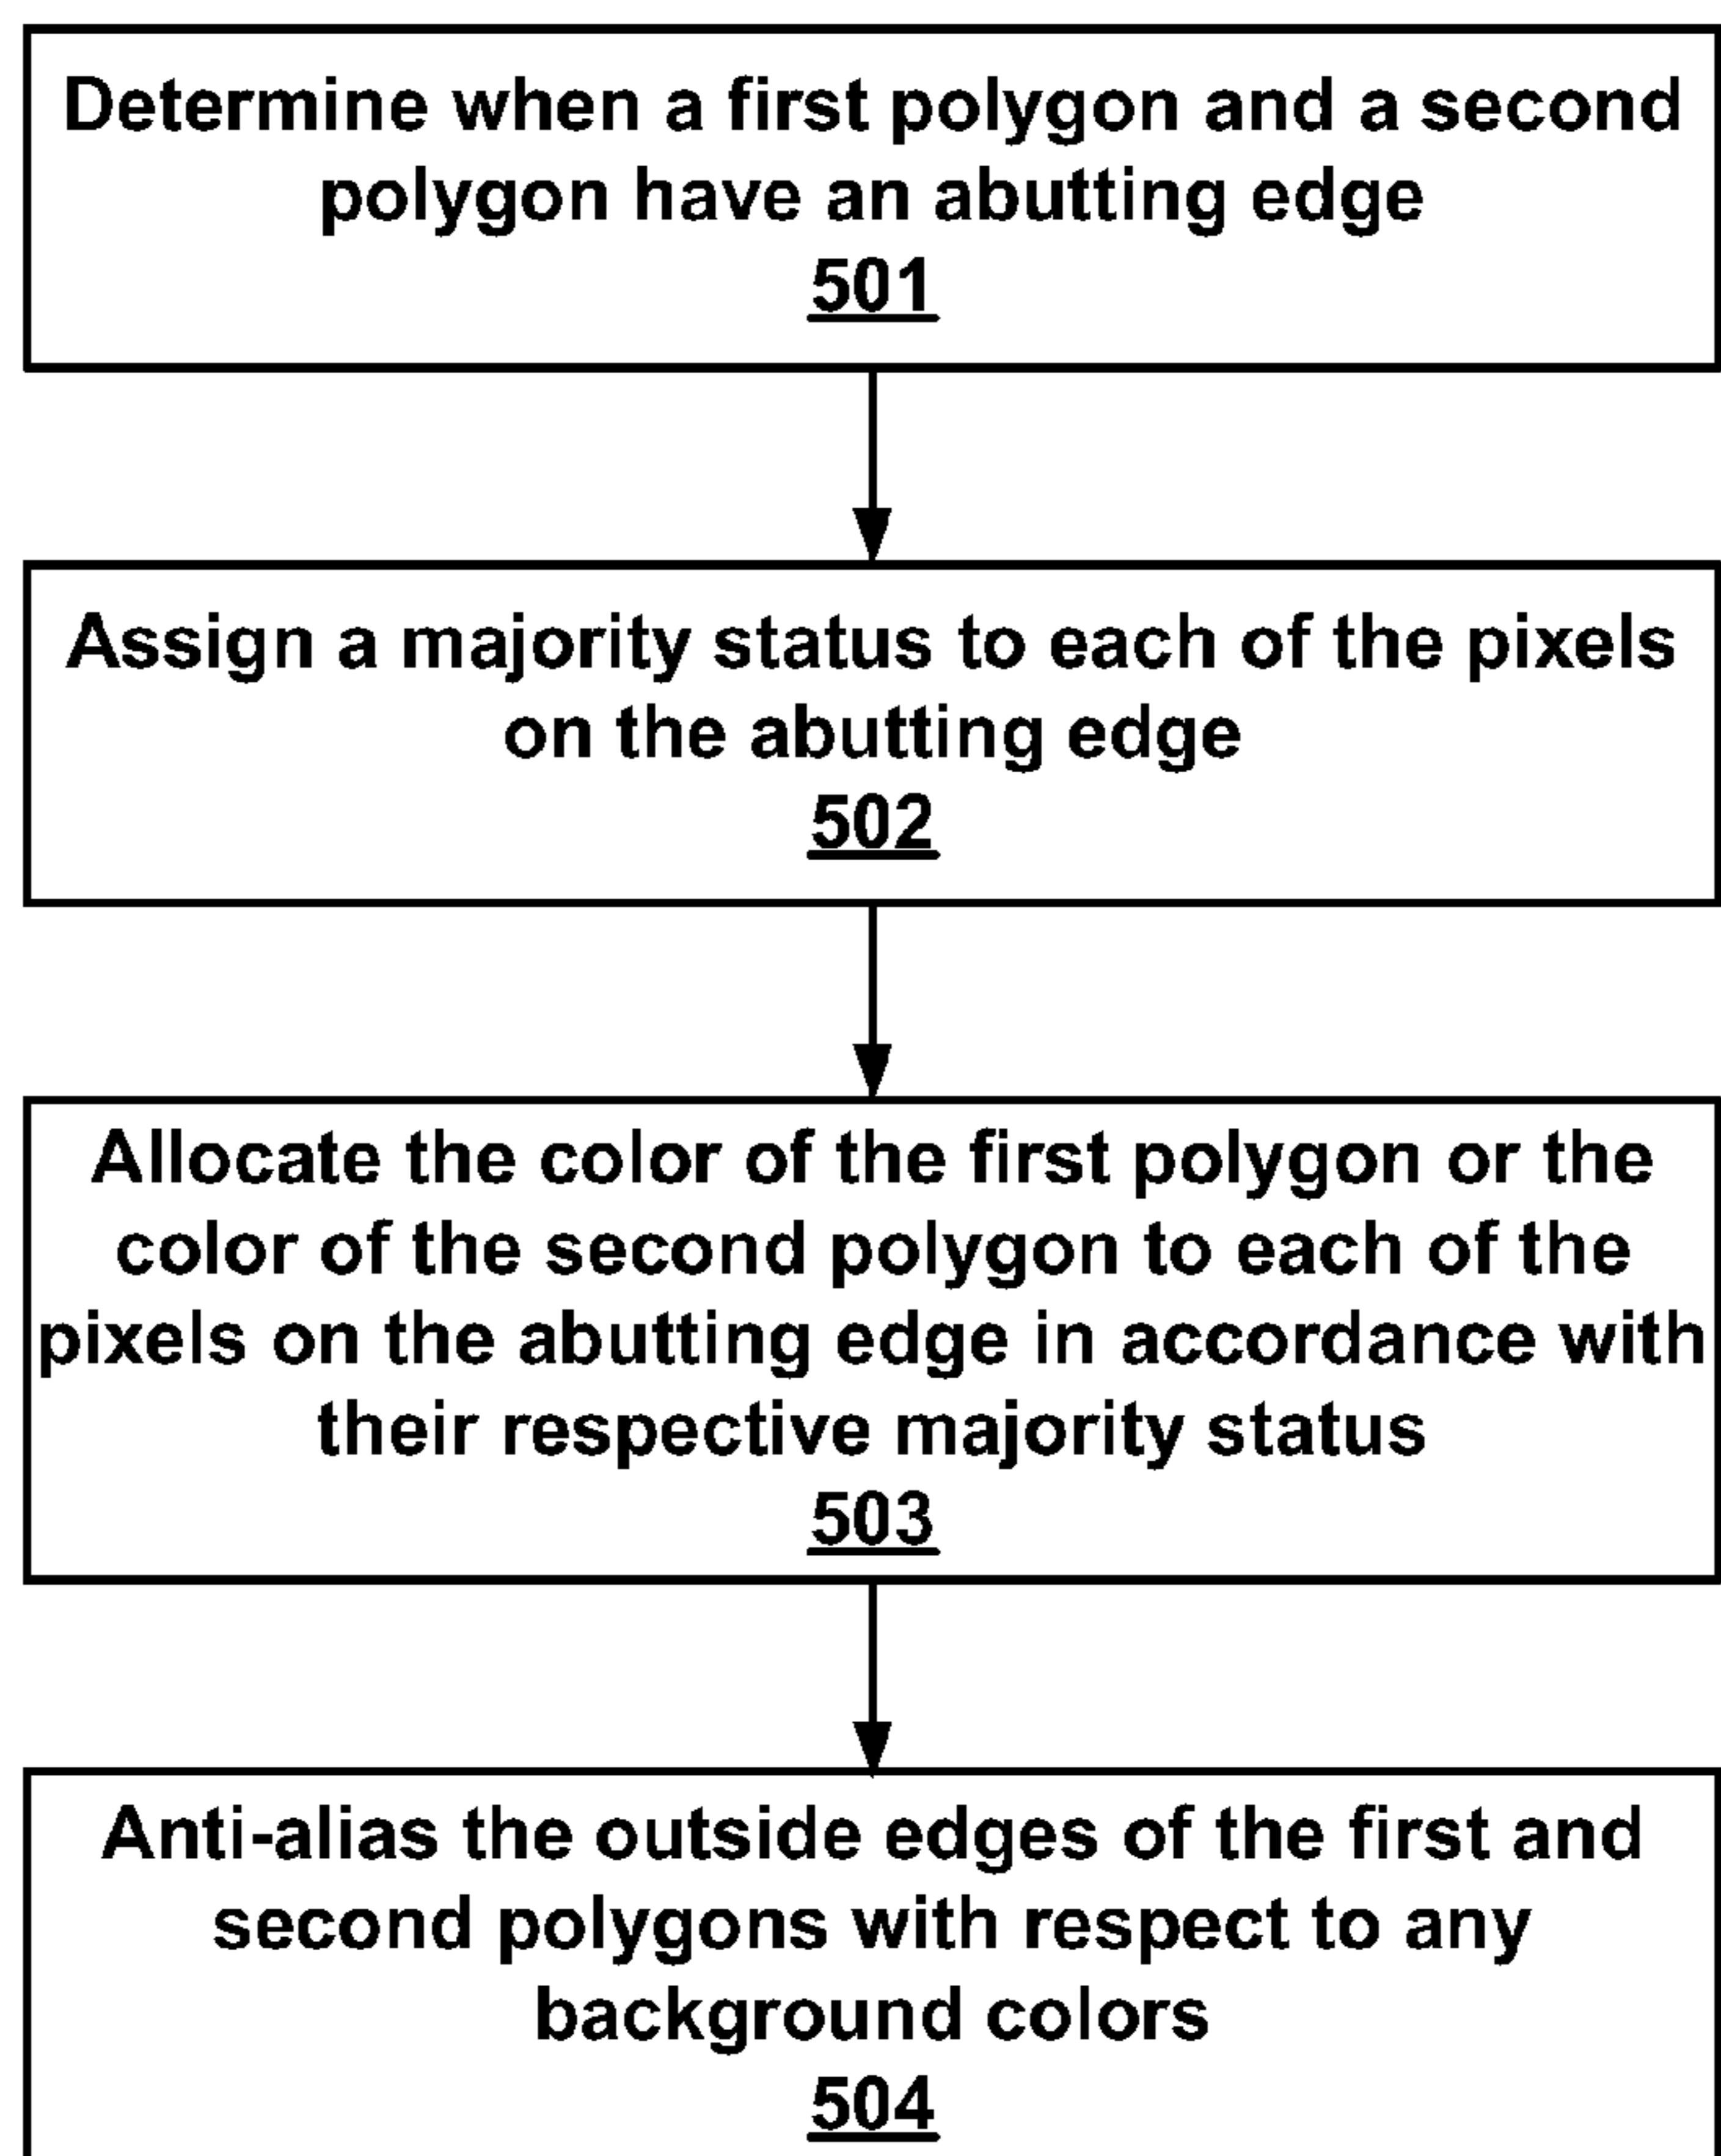 Determine when a first polygon and a second
polygon have an abutting edge
501
Assign a majority status to each of the pixels
on the abutting edge
502
Allocate the color of the first polygon or the
color of the second polygon to each of the
pixels on the abutting edge in accordance with
their respective majority status
503
Anti-alias the outside edges of the first and
second polygons with respect to any
background colors
504